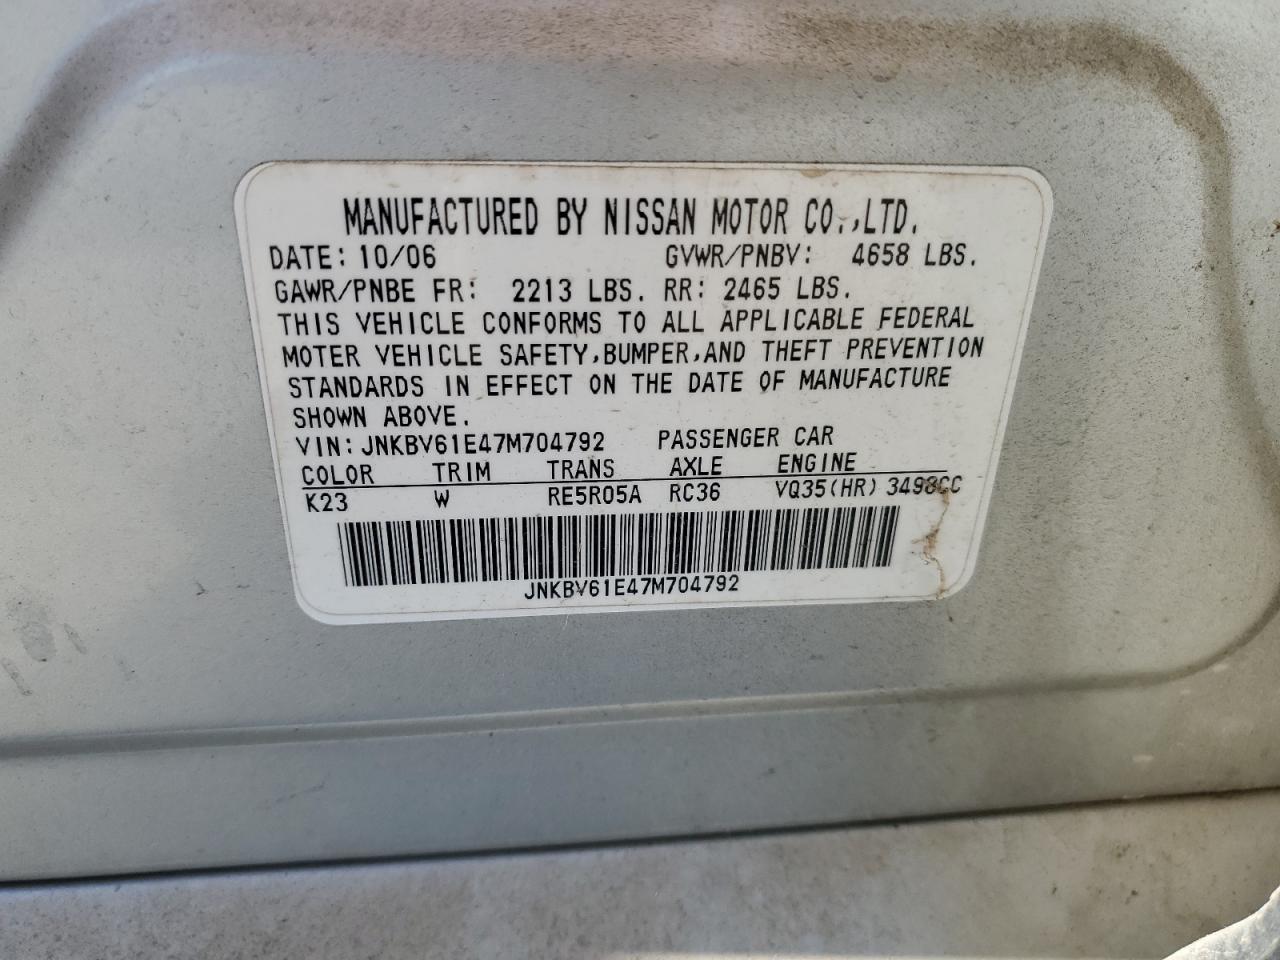 MANUFACTURED BY NISSAN MOTOR CO.,LTD.
DATE: 10/06 GVWR/PNBV: 4658 LBS.
GAWR/PNBE FR: 2213 LBS. RR: 2465 LBS.
THIS VEHICLE CONFORMS TO ALL APPLICABLE FEDERAL
MOTER VEHICLE SAFETY,BUMPER,AND THEFT PREVENTION
STANDARDS IN EFFECT ON THE DATE OF MANUFACTURE
SHOWN ABOVE.
VIN: JNKBV61E47M704792 PASSENGER CAR
COLOR TRIM TRANS AXLE ENGINE
K23 W RE5R05A RC36 VQ35(HR) 3498CC
JNKBV61E47M704792